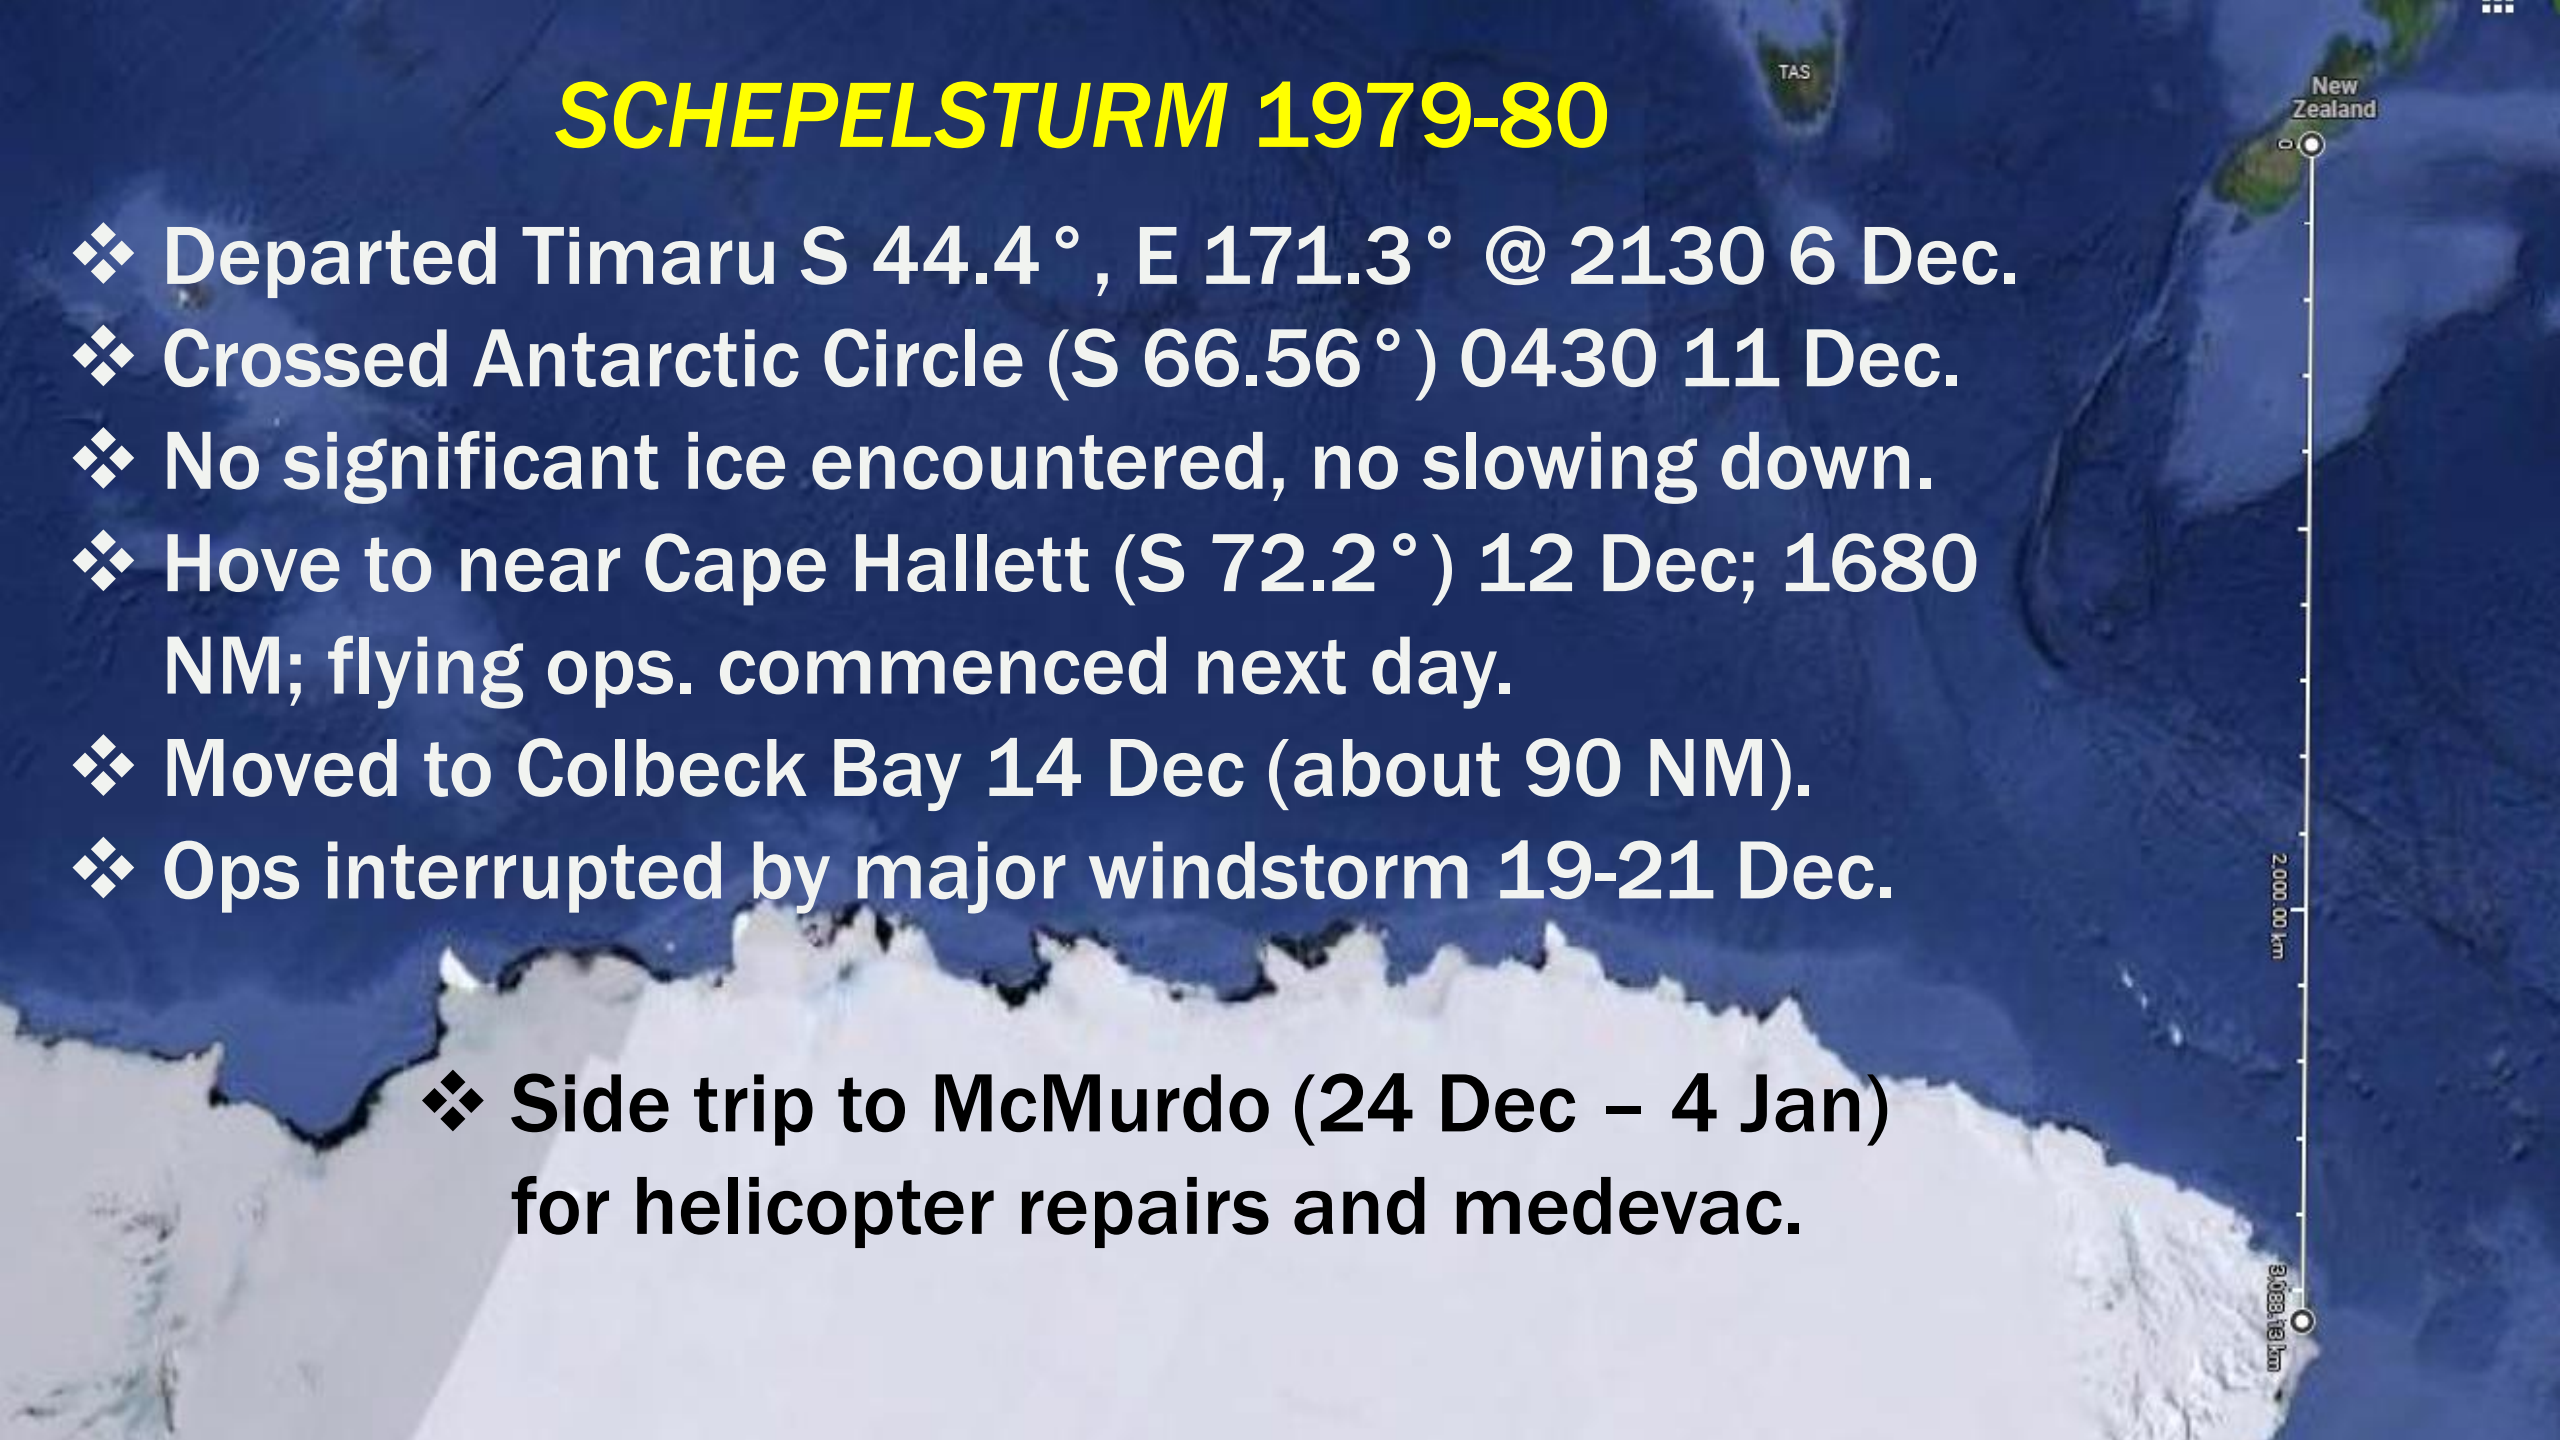 TAS
New
Zealand
0
SCHEPELSTURM 1979-80
❖ Departed Timaru S 44.4°, E 171.3° @ 2130 6 Dec.
❖ Crossed Antarctic Circle (S 66.56°) 0430 11 Dec.
❖ No significant ice encountered, no slowing down.
❖ Hove to near Cape Hallett (S 72.2°) 12 Dec; 1680
NM; flying ops. commenced next day.
❖ Moved to Colbeck Bay 14 Dec (about 90 NM).
❖ Ops interrupted by major windstorm 19-21 Dec.
2,000.00 km
❖ Side trip to McMurdo (24 Dec – 4 Jan)
for helicopter repairs and medevac.
3,088.13 km